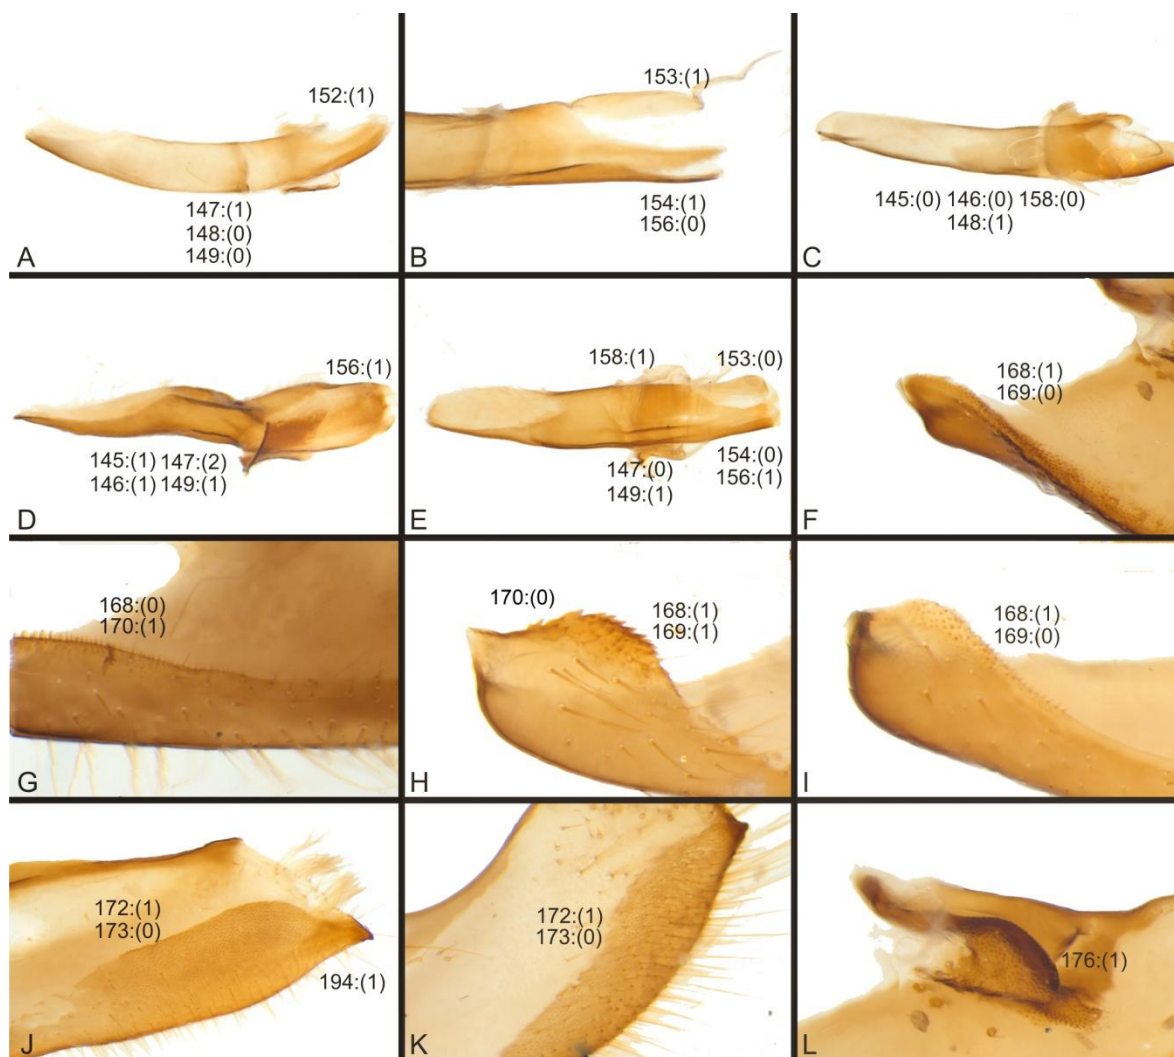 152:(1)
147:(1)
148:(0)
149:(0)
A
153:(1)
154:(1)
156:(0)
B
145:(0) 146:(0) 158:(0)
148:(1)
C
156:(1)
145:(1) 147:(2)
146:(1) 149:(1)
D
158:(1) 153:(0)
147:(0) 154:(0)
149:(1) 156:(1)
E
168:(1)
169:(0)
F
168:(0)
170:(1)
G
170:(0) 168:(1)
169:(1)
H
168:(1)
169:(0)
I
172:(1)
173:(0)
194:(1)
J
172:(1)
173:(0)
K
176:(1)
L